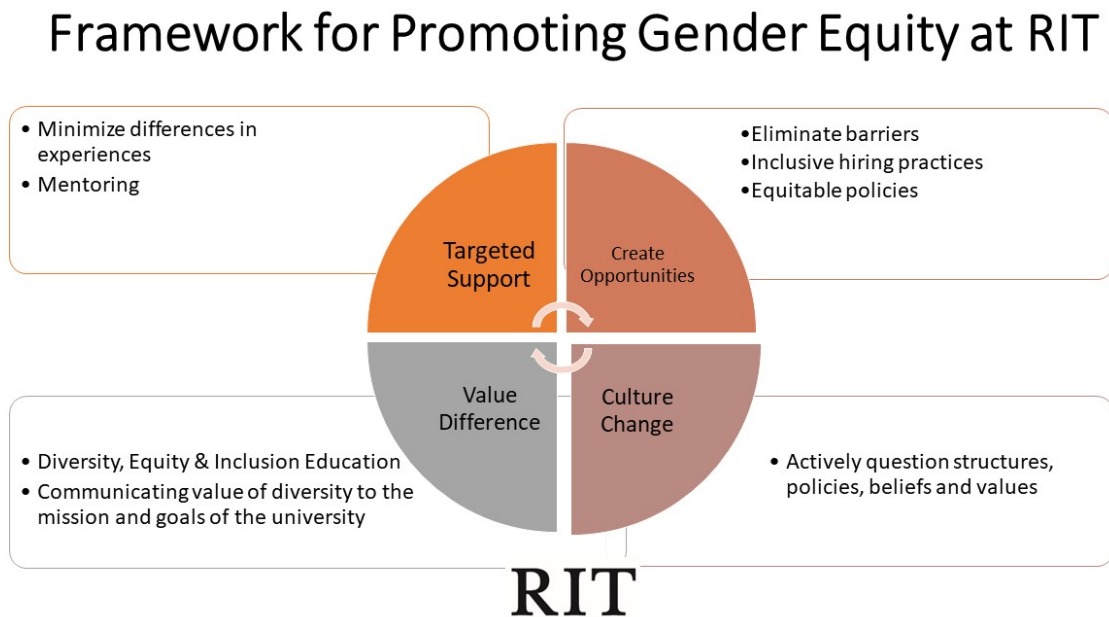 Framework for Promoting Gender Equity at RIT
• Minimize differences in
experiences
• Mentoring
•Eliminate barriers
•Inclusive hiring practices
•Equitable policies
Targeted
Support
Create
Opportunities
Value
Difference
Culture
Change
• Diversity, Equity & Inclusion Education
• Communicating value of diversity to the
mission and goals of the university
• Actively question structures,
policies, beliefs and values
RIT